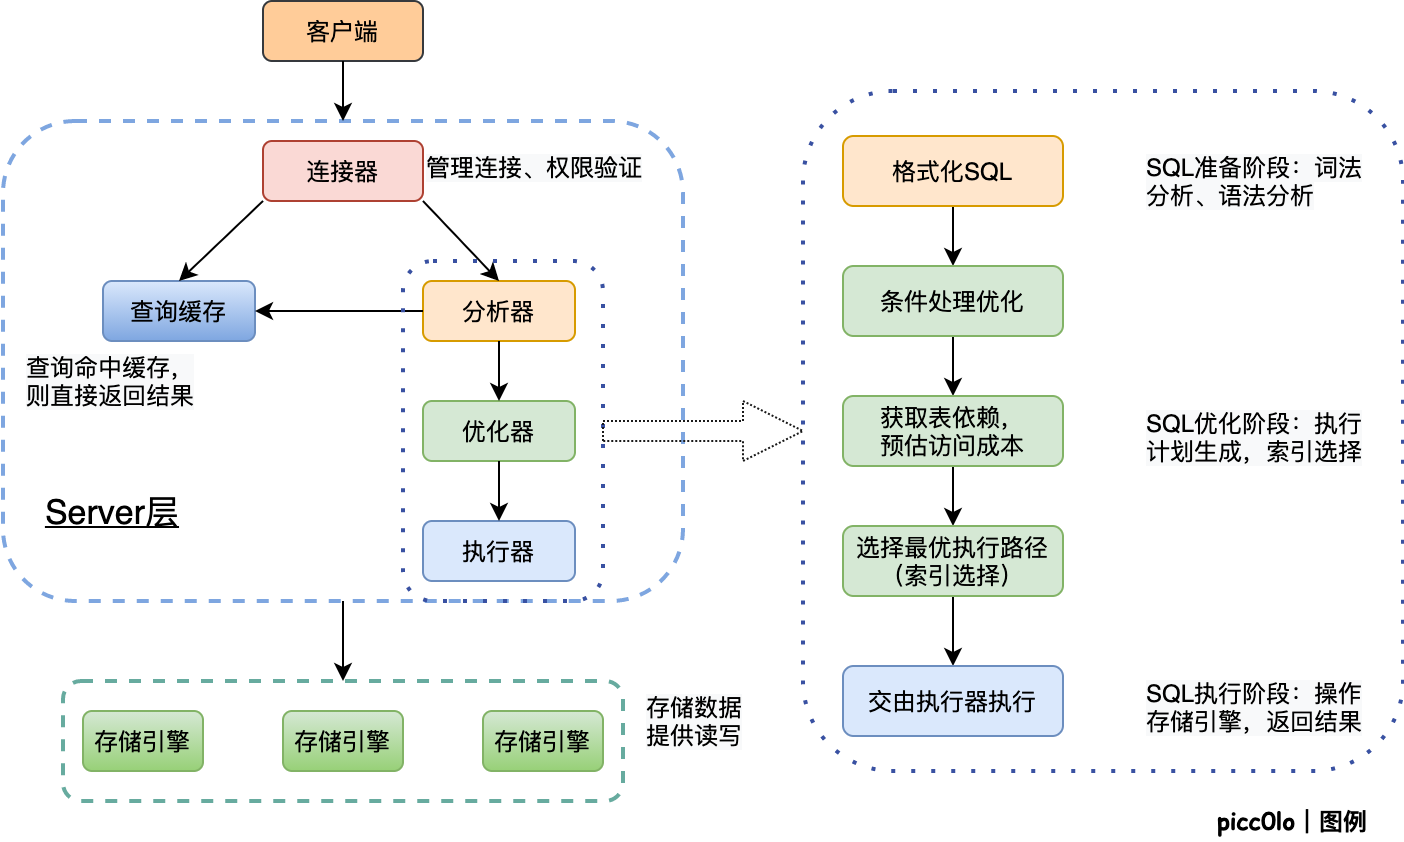 客户端
连接器
管理连接、权限验证
查询缓存
分析器
查询命中缓存，
则直接返回结果
优化器
Server层
执行器
存储引擎
存储引擎
存储引擎
存储数据
提供读写
格式化SQL
SQL准备阶段：词法
分析、语法分析
条件处理优化
获取表依赖，
预估访问成本
SQL优化阶段：执行
计划生成，索引选择
选择最优执行路径
（索引选择）
交由执行器执行
SQL执行阶段：操作
存储引擎，返回结果
picc0lo｜图例